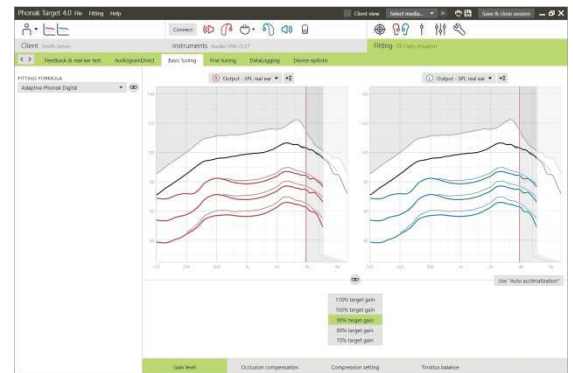 Phonak Target 4.0 File Fitting Help
Client view Select media... Save & close session
Connect
Client
Instruments
Fitting
Feedback & real ear test AudiogramDirect Basic tuning Fine tuning DataLogging Device options
FITTING FORMULA
Adaptive Phonak Digital
Output - SPL real ear
Output - SPL real ear
Use "Auto acclimatization"
110% target gain
100% target gain
90% target gain
80% target gain
70% target gain
Gain level Occlusion compensation Compression setting Tinnitus balance